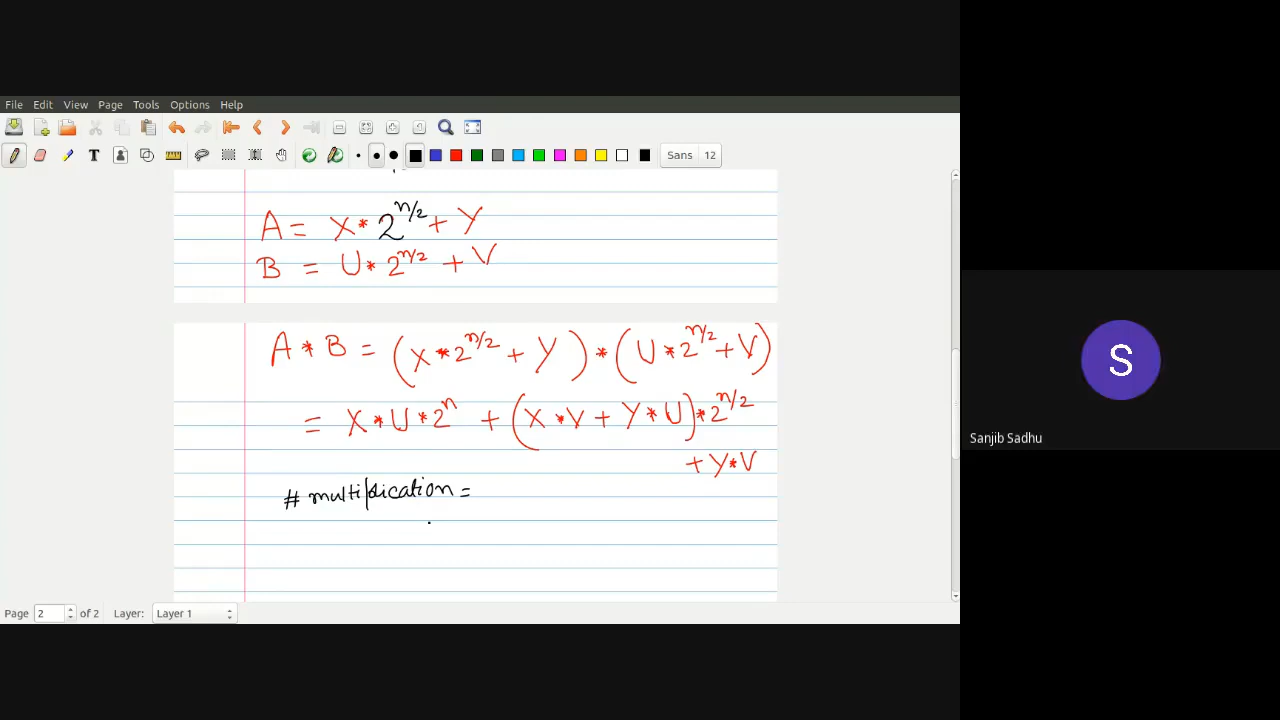 File Edit View Page Tools Options Help
Sans 12
A = X * 2^{n/2} + Y
B = U * 2^{n/2} + V
A * B = (X * 2^{n/2} + Y) * (U * 2^{n/2} + V)
= X * U * 2^n + (X * V + Y * U) * 2^{n/2}
+ Y * V
# multiplication =
Page 2 of 2 Layer: Layer 1
S
Sanjib Sadhu